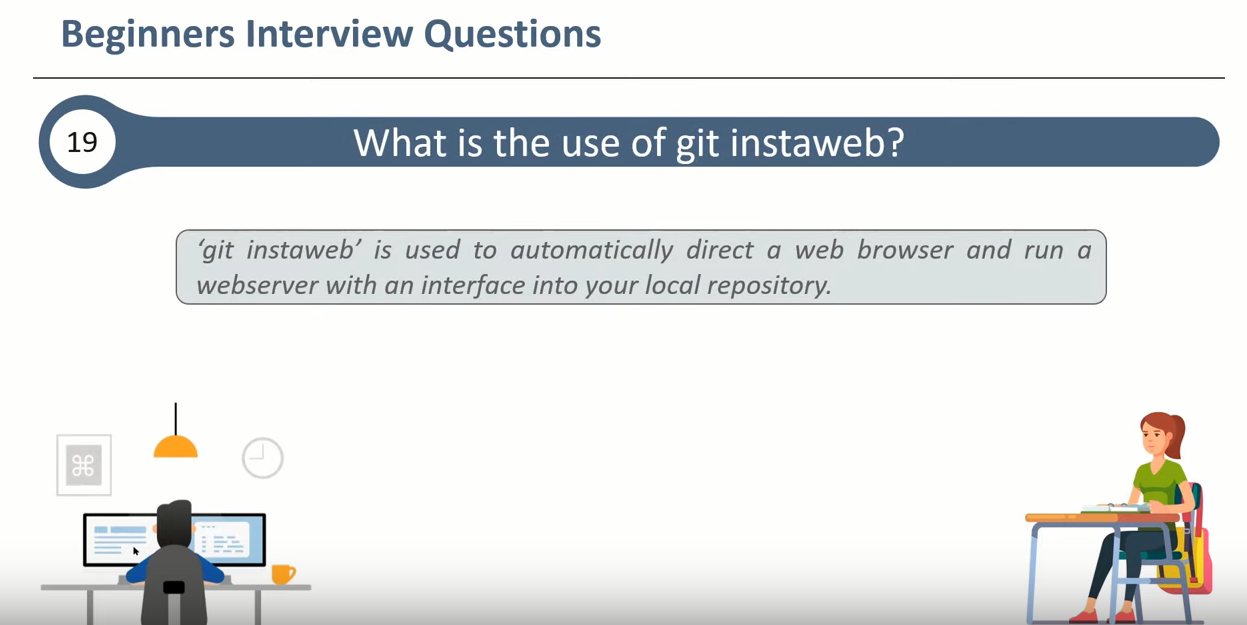 Beginners Interview Questions
19
What is the use of git instaweb?
‘git instaweb’ is used to automatically direct a web browser and run a
webserver with an interface into your local repository.
⌘